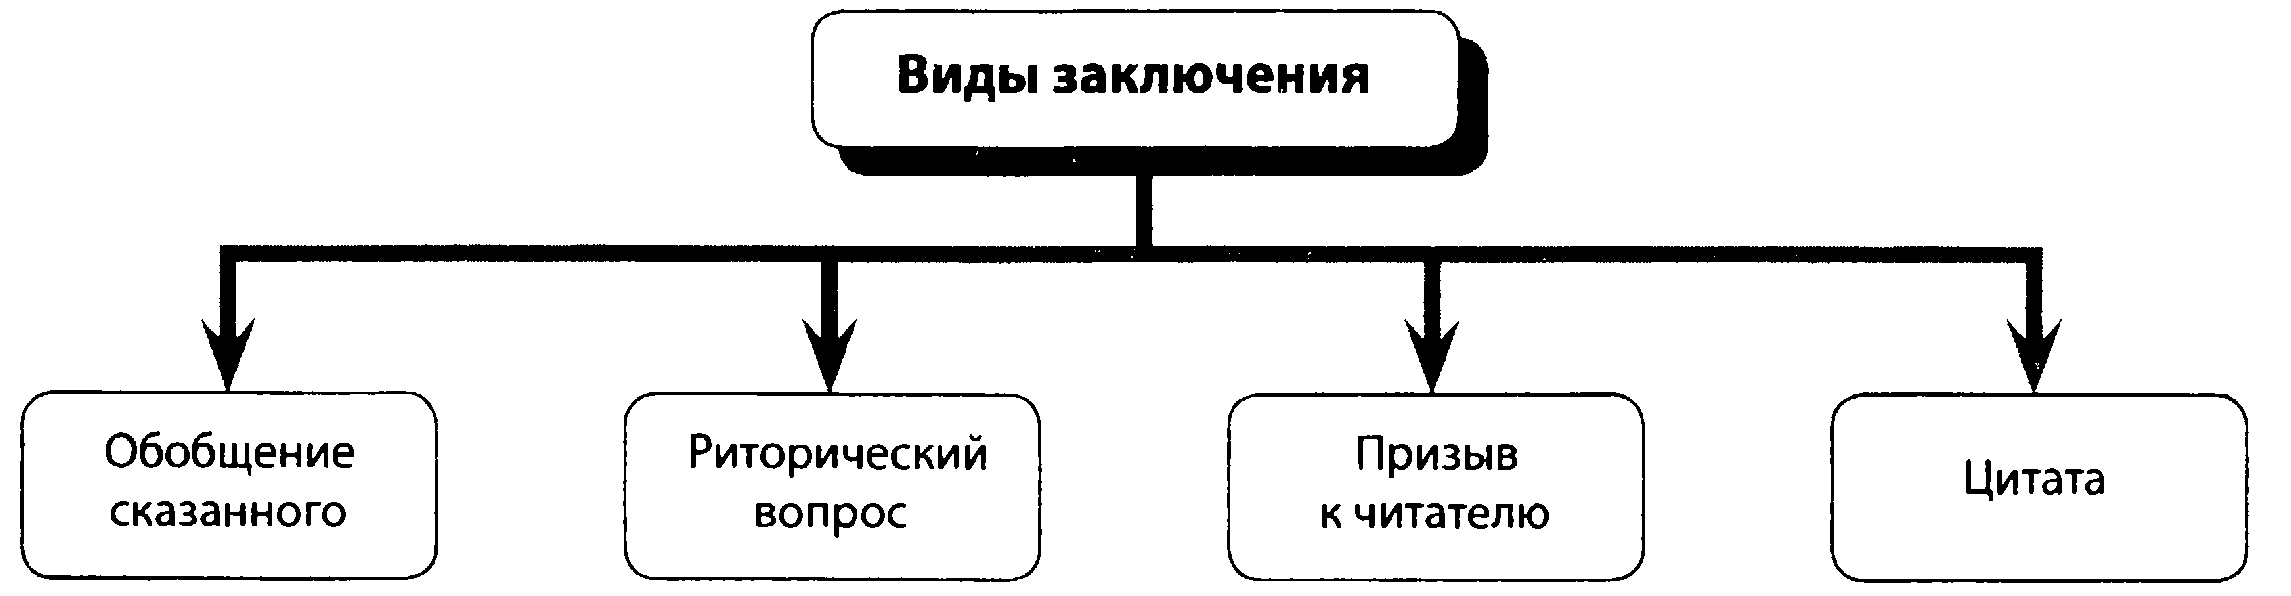 Виды заключения
Обобщение
сказанного
Риторический
вопрос
Призыв
к читателю
Цитата